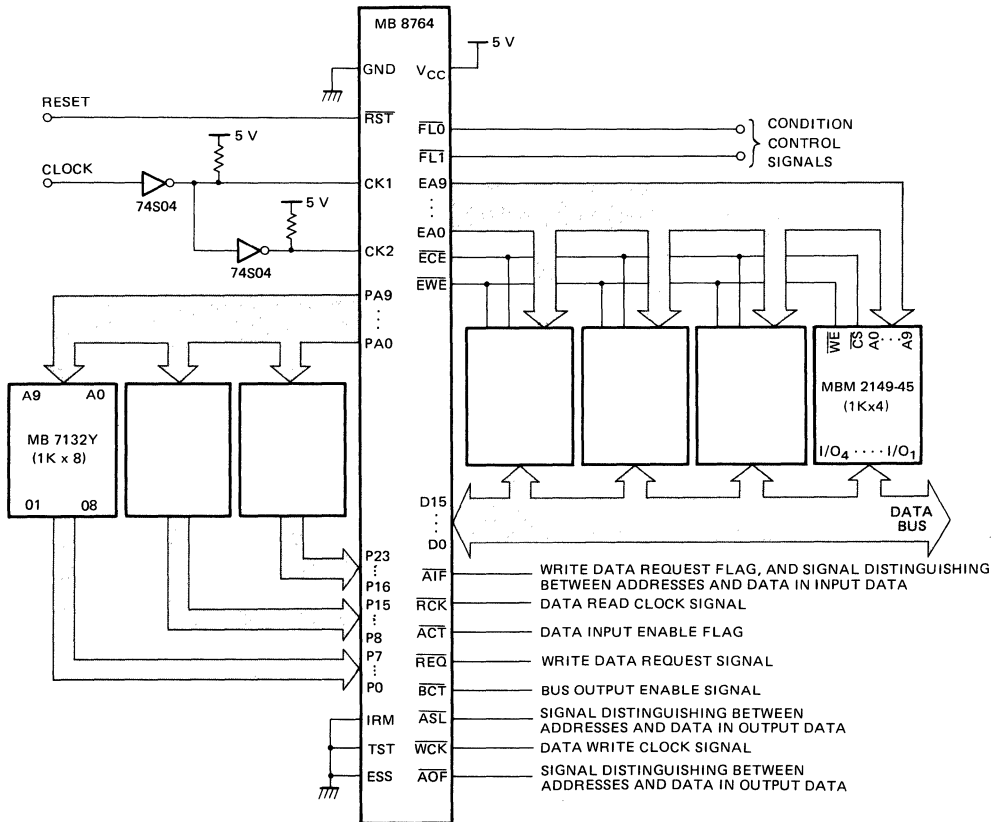 MB 8764
5 V
GND
VCC
RESET
RST
FL0
CONDITION
CONTROL
SIGNALS
5 V
FL1
CLOCK
CK1
EA9
74S04
5 V
EA0
CK2
ECE
74S04
EWE
PA9
PA0
WE CS A0 ··· A9
A9 A0
MBM 2149-45
(1Kx4)
MB 7132Y
(1K x 8)
I/O4 ···· I/O1
01 08
D15
DATA
BUS
D0
P23
P16
AIF
WRITE DATA REQUEST FLAG, AND SIGNAL DISTINGUISHING
BETWEEN ADDRESSES AND DATA IN INPUT DATA
P15
RCK
DATA READ CLOCK SIGNAL
P8
ACT
DATA INPUT ENABLE FLAG
P7
REQ
WRITE DATA REQUEST SIGNAL
P0
BCT
BUS OUTPUT ENABLE SIGNAL
IRM
ASL
SIGNAL DISTINGUISHING BETWEEN
ADDRESSES AND DATA IN OUTPUT DATA
TST
WCK
DATA WRITE CLOCK SIGNAL
ESS
AOF
SIGNAL DISTINGUISHING BETWEEN
ADDRESSES AND DATA IN OUTPUT DATA